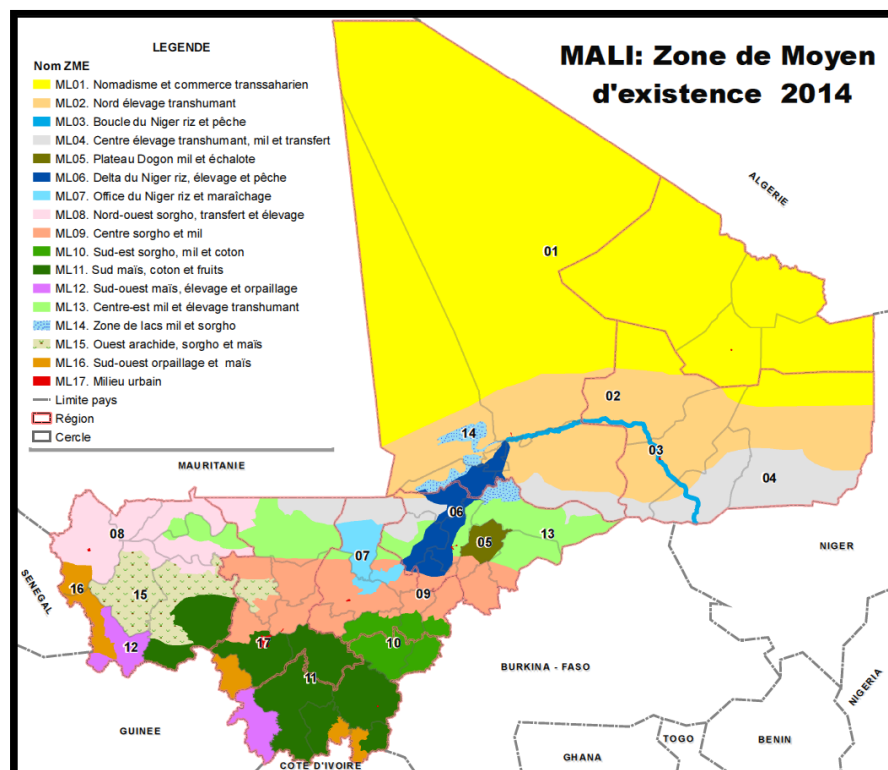 MALI: Zone de Moyen
d'existence 2014
LEGENDE
Nom ZME
ML01. Nomadisme et commerce transsaharien
ML02. Nord élevage transhumant
ML03. Boucle du Niger riz et pêche
ML04. Centre élevage transhumant, mil et transfert
ML05. Plateau Dogon mil et échalote
ML06. Delta du Niger riz, élevage et pêche
ML07. Office du Niger riz et maraîchage
ML08. Nord-ouest sorgho, transfert et élevage
ML09. Centre sorgho et mil
ML10. Sud-est sorgho, mil et coton
ML11. Sud maïs, coton et fruits
ML12. Sud-ouest maïs, élevage et orpaillage
ML13. Centre-est mil et élevage transhumant
ML14. Zone de lacs mil et sorgho
ML15. Ouest arachide, sorgho et maïs
ML16. Sud-ouest orpaillage et maïs
ML17. Milieu urbain
Limite pays
Région
Cercle
ALGERIE
01
02
14
03
MAURITANIE
04
06
08
13
05
NIGER
07
SENEGAL
16
15
09
12
17
10
11
BURKINA - FASO
NIGERIA
GUINEE
TOGO
BENIN
GHANA
COTE D'IVOIRE